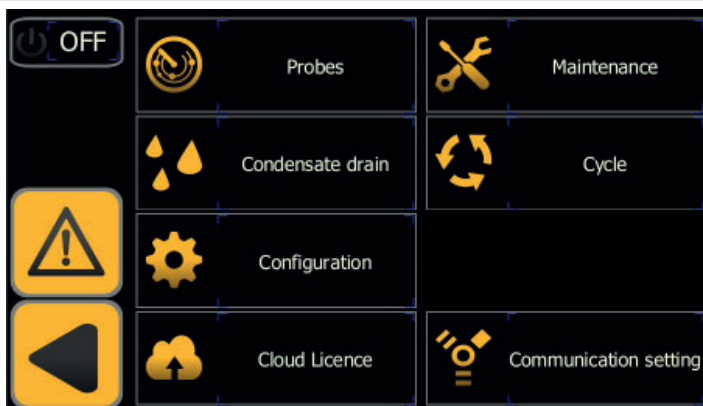 OFF
Probes
Maintenance
Condensate drain
Cycle
Configuration
Cloud Licence
Communication setting